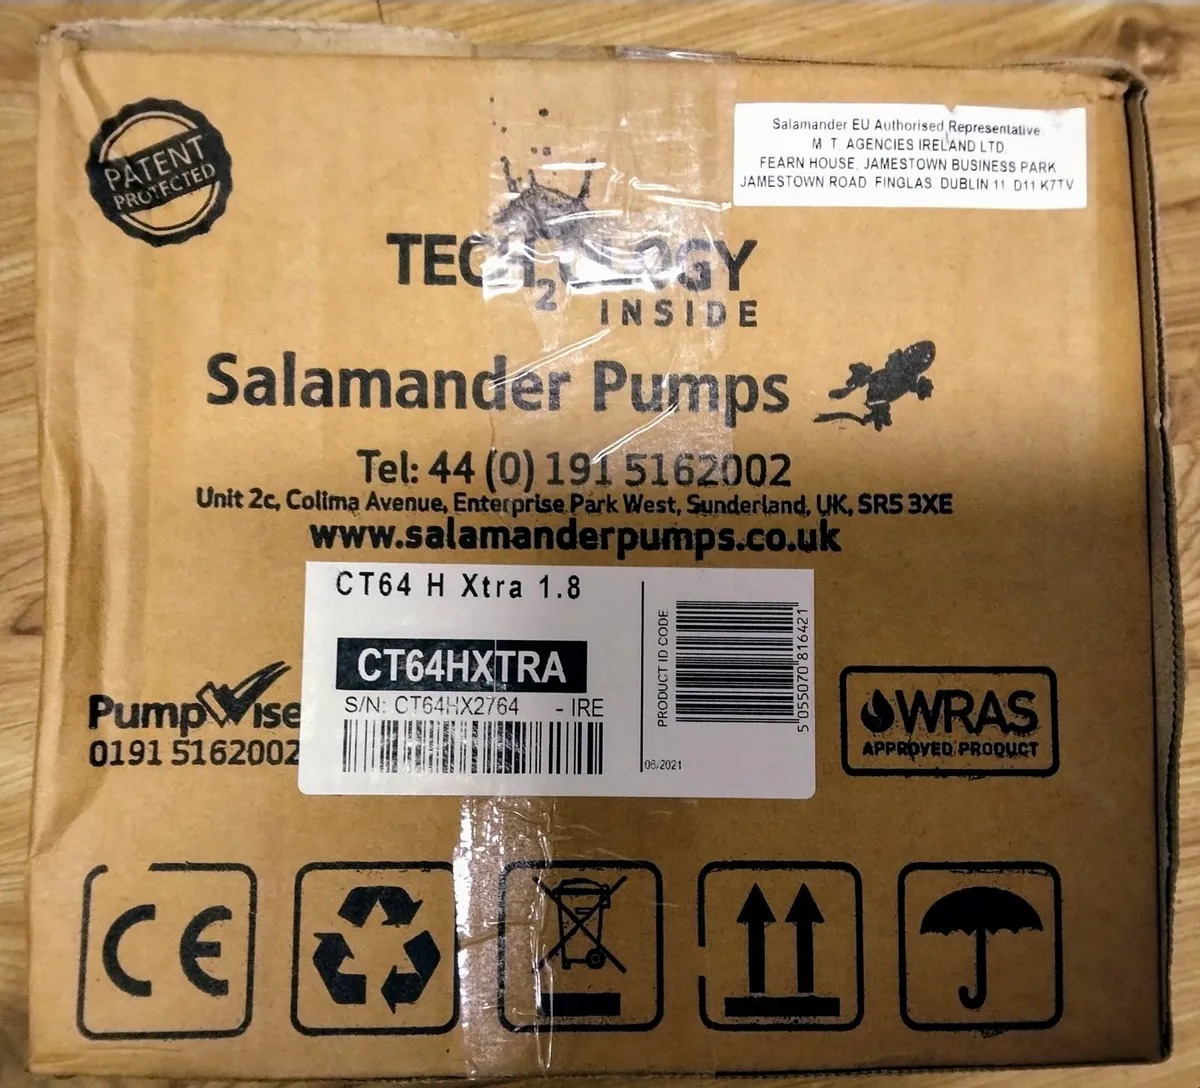 PATENT
PROTECTED
Salamander EU Authorised Representative
M T AGENCIES IRELAND LTD
FEARN HOUSE, JAMESTOWN BUSINESS PARK
JAMESTOWN ROAD FINGLAS DUBLIN 11 D11 K7TV
TECH2OLOGY
INSIDE
Salamander Pumps
Tel: 44 (0) 191 5162002
Unit 2c, Colima Avenue, Enterprise Park West, Sunderland, UK, SR5 3XE
www.salamanderpumps.co.uk
CT64 H Xtra 1.8
CT64HXTRA
S/N: CT64HX2764 - IRE
PRODUCT ID CODE
5 055070 816421
06/2021
PumpWise
0191 5162002
WRAS
APPROVED PRODUCT
CE